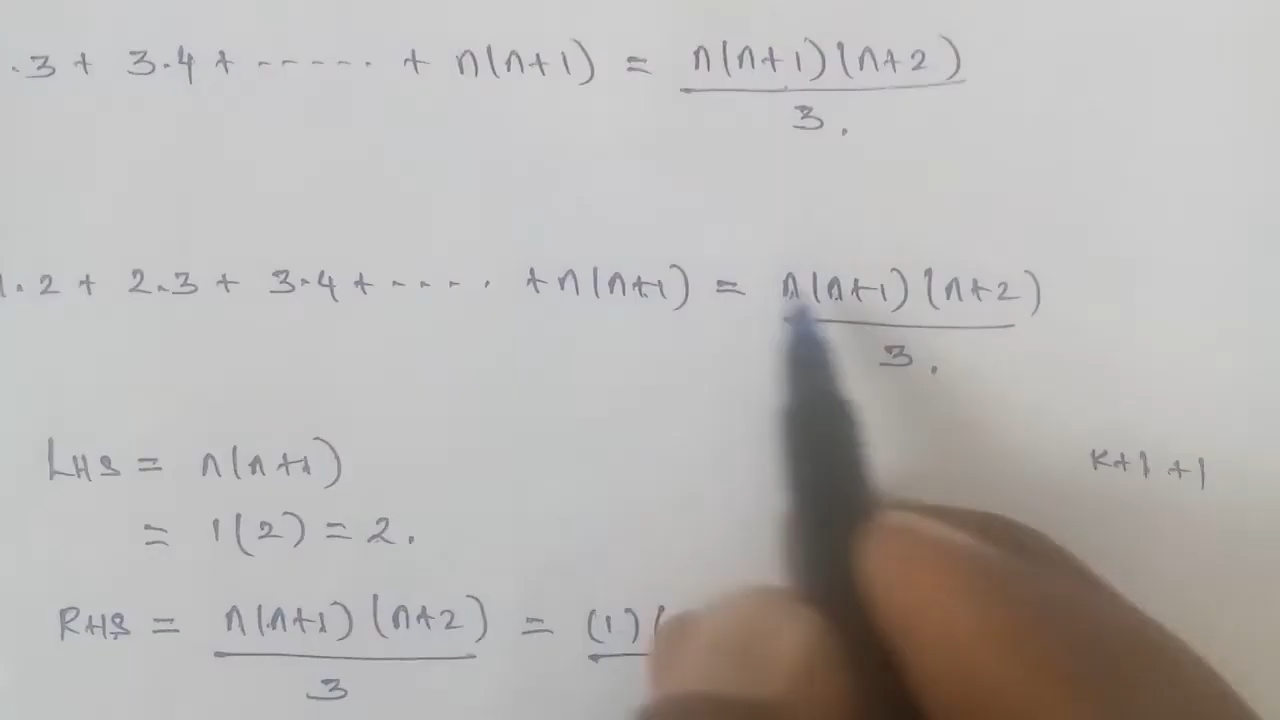 .3 + 3.4 + ------ + n(n+1) = n(n+1)(n+2)
3.
1.2 + 2.3 + 3.4 + ----- + n(n+1) = n(n+1)(n+2)
3.
LHS = n(n+1)
K+1 +1
= 1(2) = 2.
RHS = n(n+1)(n+2) = (1)(
3